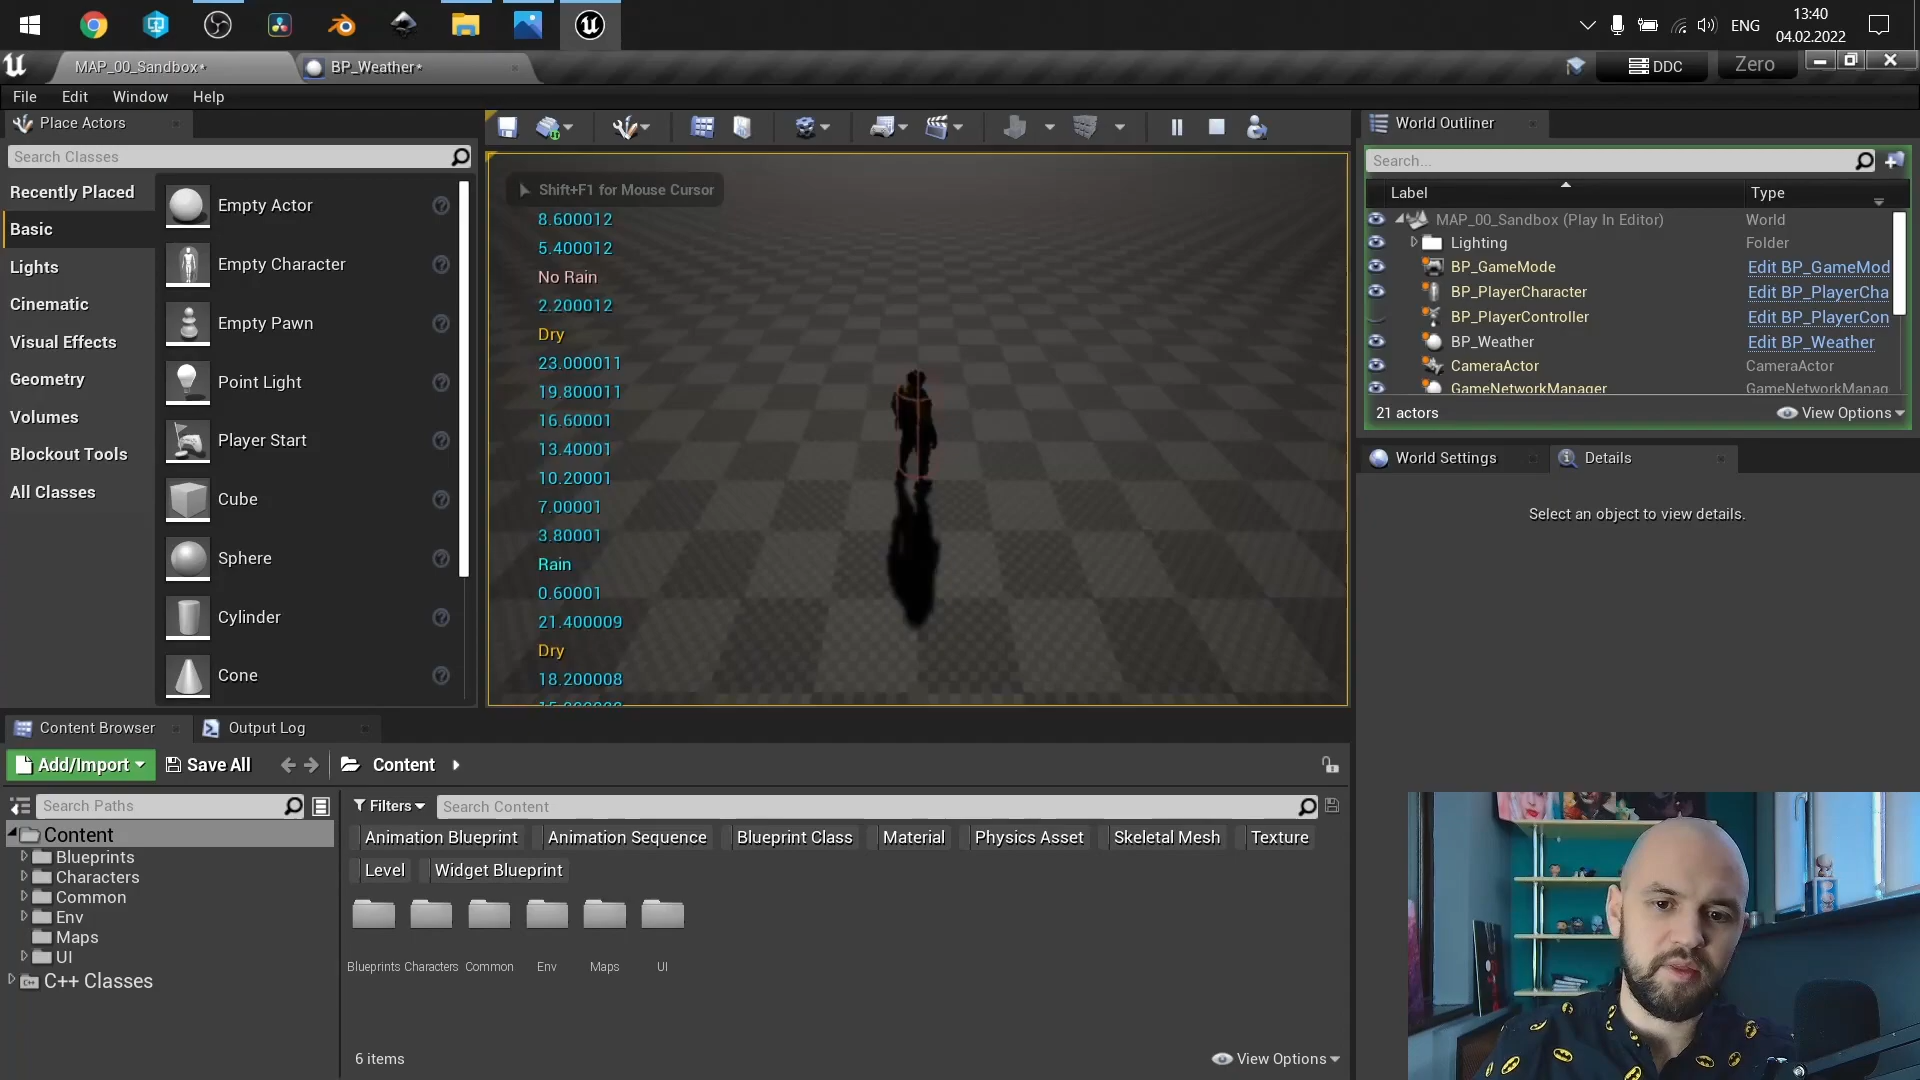 ENG
13:40
04.02.2022
MAP_00_Sandbox*
BP_Weather*
DDC
Zero
File Edit Window Help
Place Actors
Search Classes
Recently Placed
Basic
Lights
Cinematic
Visual Effects
Geometry
Volumes
Blockout Tools
All Classes
Empty Actor
Empty Character
Empty Pawn
Point Light
Player Start
Cube
Sphere
Cylinder
Cone
Shift+F1 for Mouse Cursor
8.600012
5.400012
No Rain
2.200012
Dry
23.000011
19.800011
16.60001
13.40001
10.20001
7.00001
3.80001
Rain
0.60001
21.400009
Dry
18.200008
World Outliner
Search...
Label Type
MAP_00_Sandbox (Play In Editor) World
Lighting Folder
BP_GameMode Edit BP_GameMod
BP_PlayerCharacter Edit BP_PlayerCha
BP_PlayerController Edit BP_PlayerCon
BP_Weather Edit BP_Weather
CameraActor CameraActor
GameNetworkManager GameNetworkManag
21 actors View Options
World Settings Details
Select an object to view details.
Content Browser Output Log
Add/Import Save All Content
Search Paths
Filters Search Content
Content
Blueprints
Characters
Common
Env
Maps
UI
C++ Classes
Animation Blueprint Animation Sequence Blueprint Class Material Physics Asset Skeletal Mesh Texture
Level Widget Blueprint
Blueprints Characters Common Env Maps UI
6 items View Options